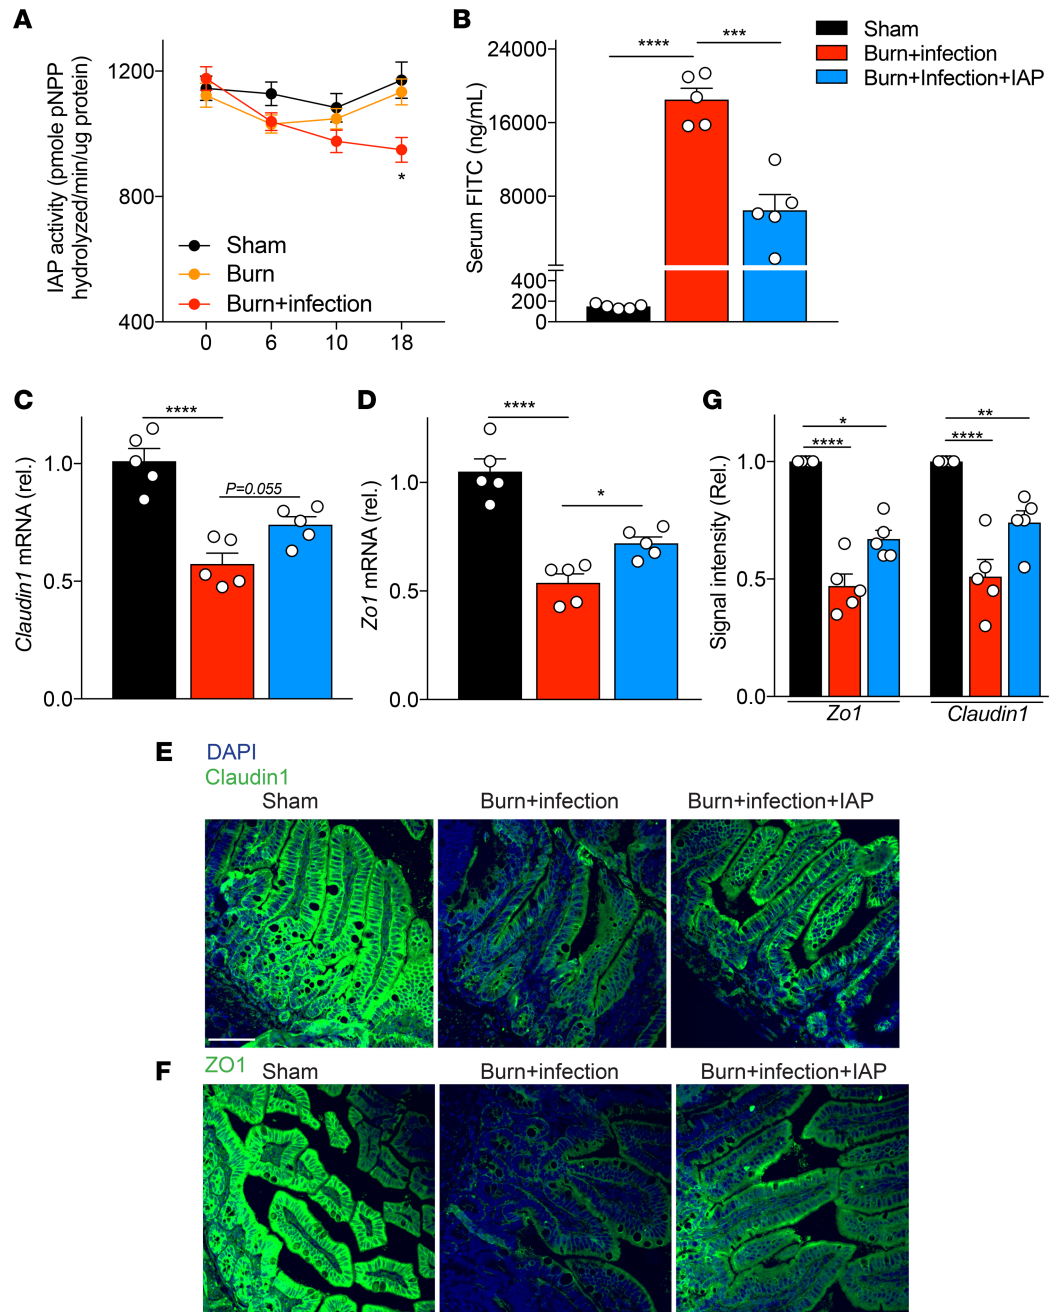 A
IAP activity (pmole pNPP
hydrolyzed/min/ug protein)
1200
800
400
0 6 10 18
*
Sham
Burn
Burn+infection
B
Serum FITC (ng/mL)
24000
16000
8000
400
200
0
****
***
Sham
Burn+infection
Burn+Infection+IAP
C
Claudin1 mRNA (rel.)
1.0
0.5
0.0
****
P=0.055
D
Zo1 mRNA (rel.)
1.0
0.5
0.0
****
*
G
Signal intensity (Rel.)
1.0
0.5
0.0
*
****
**
****
Zo1
Claudin1
E
DAPI
Claudin1
Sham
Burn+infection
Burn+infection+IAP
F
ZO1
Sham
Burn+infection
Burn+infection+IAP